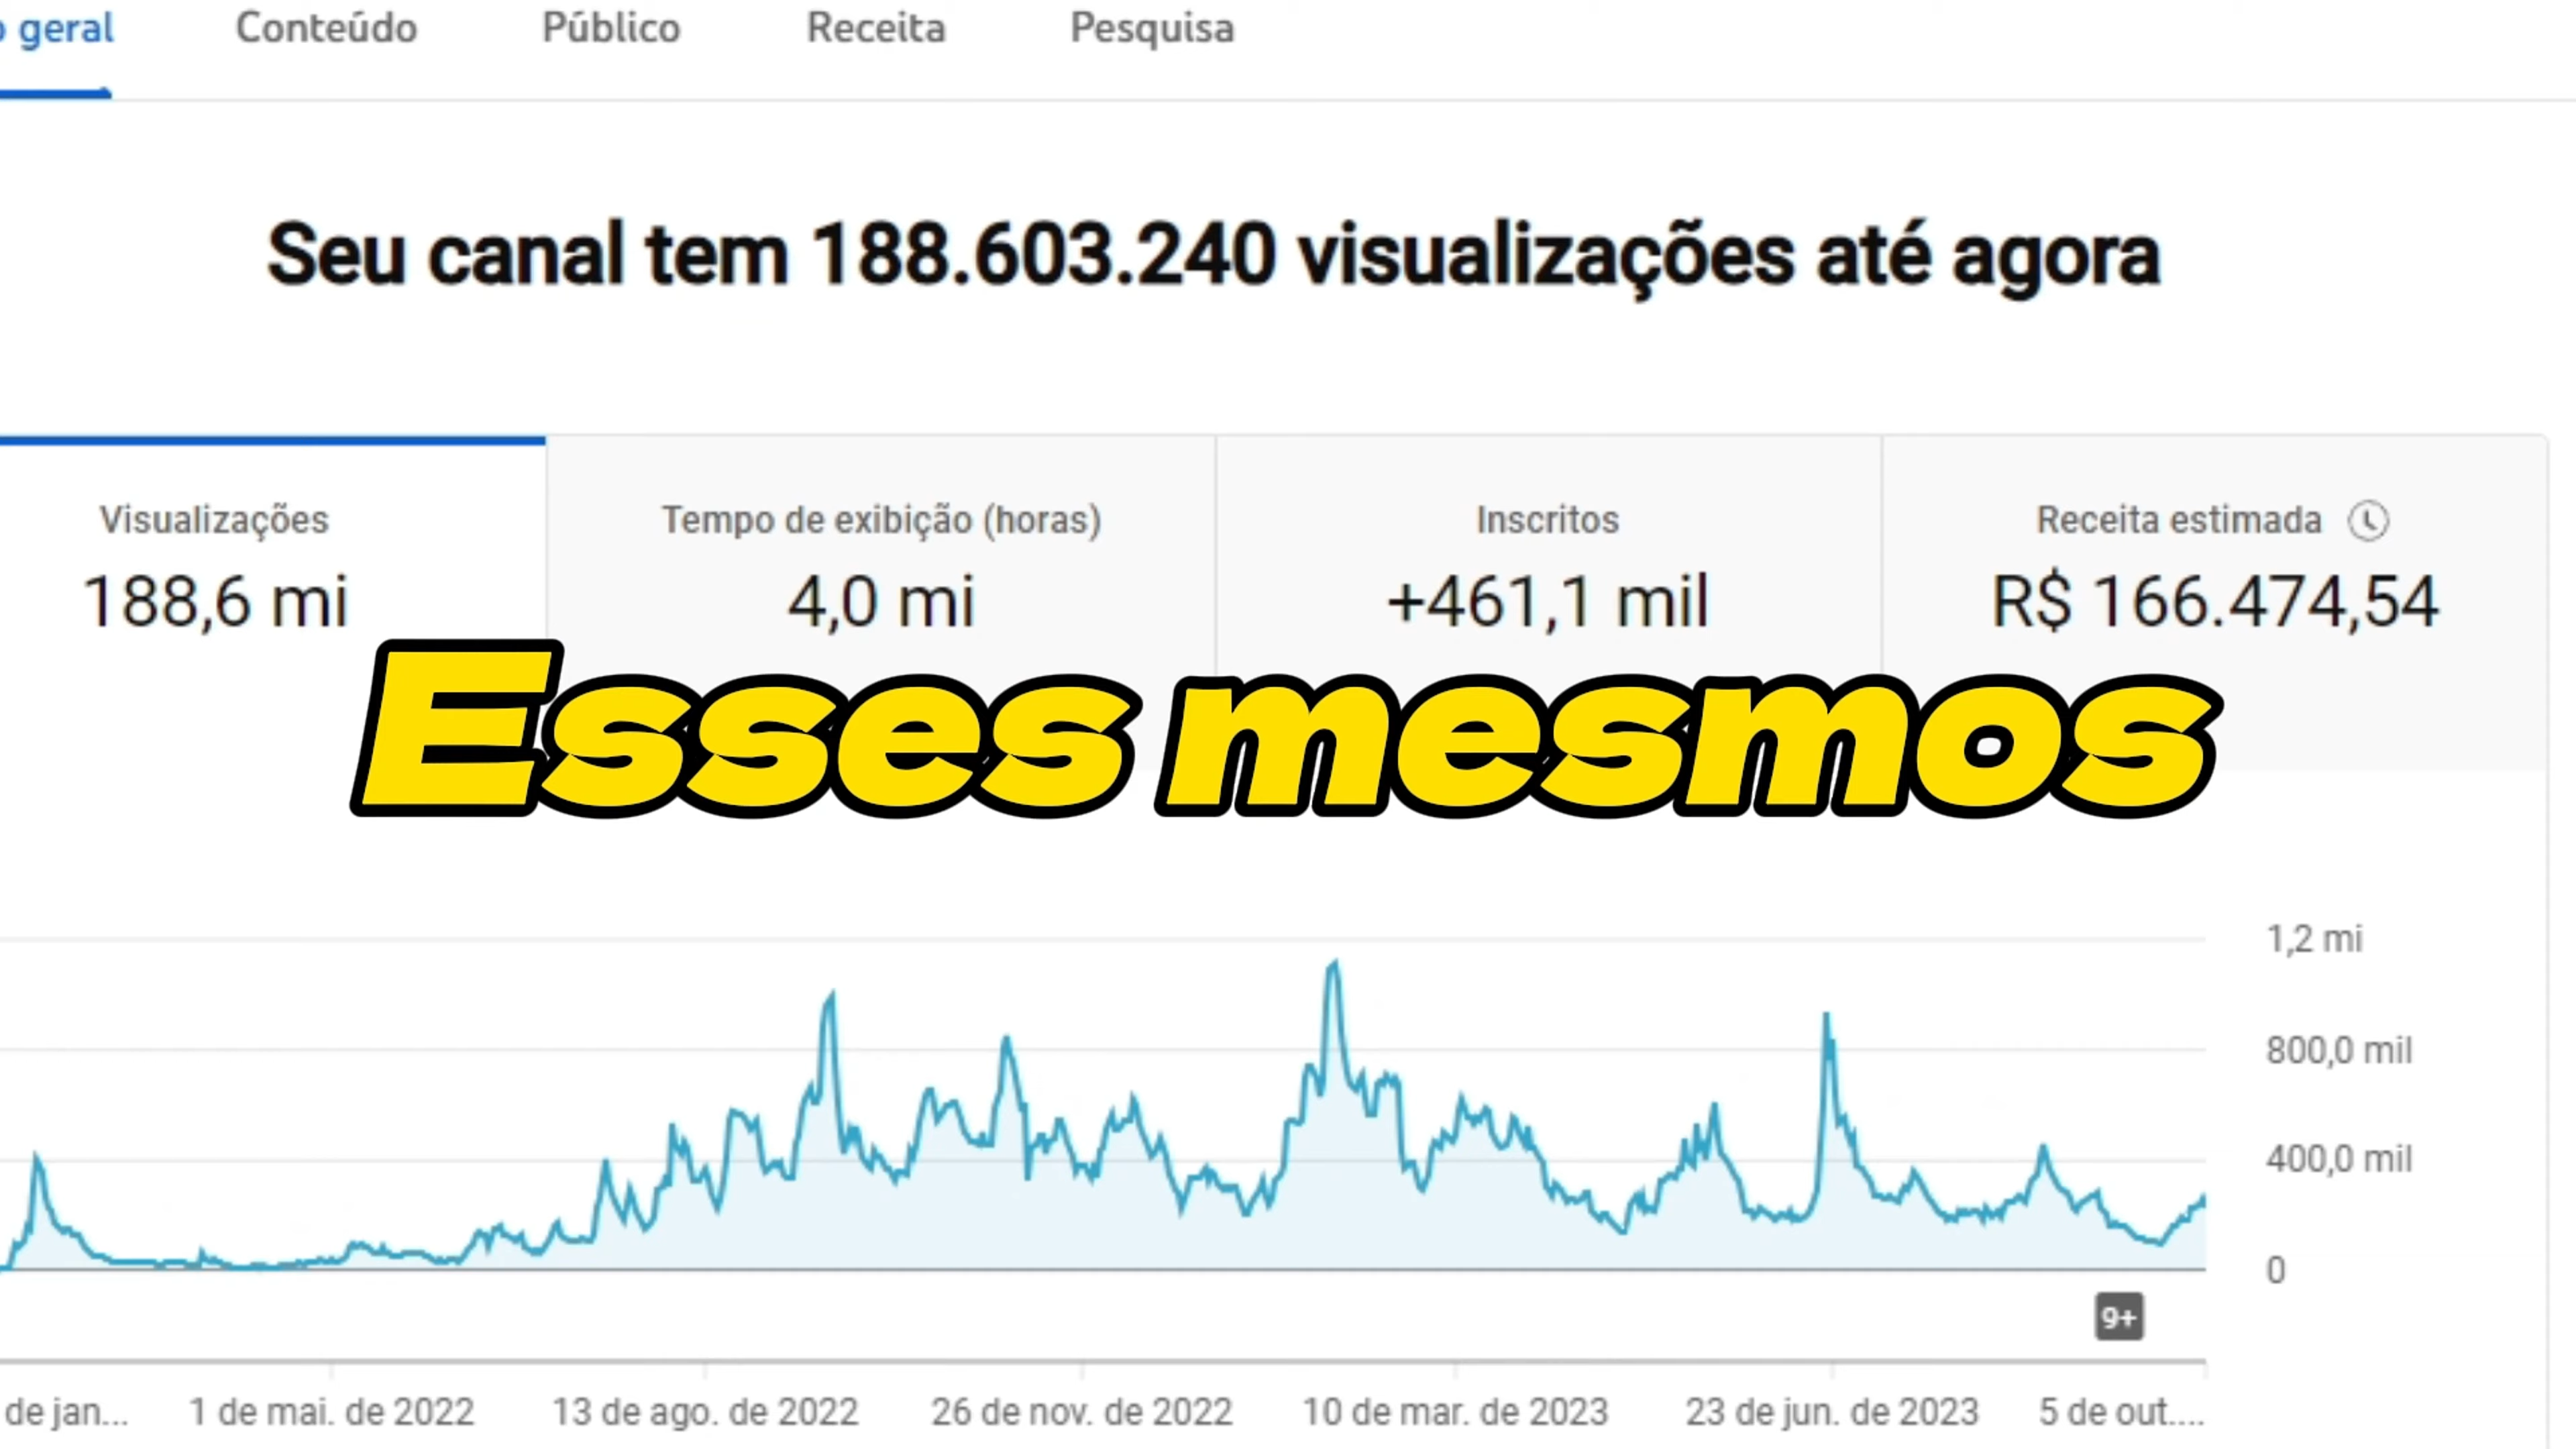 o geral Conteúdo Público Receita Pesquisa
Seu canal tem 188.603.240 visualizações até agora
Visualizações Tempo de exibição (horas) Inscritos Receita estimada
188,6 mi 4,0 mi +461,1 mil R$ 166.474,54
Esses mesmos
1,2 mi
800,0 mil
400,0 mil
0
9+
de jan... 1 de mai. de 2022 13 de ago. de 2022 26 de nov. de 2022 10 de mar. de 2023 23 de jun. de 2023 5 de out....